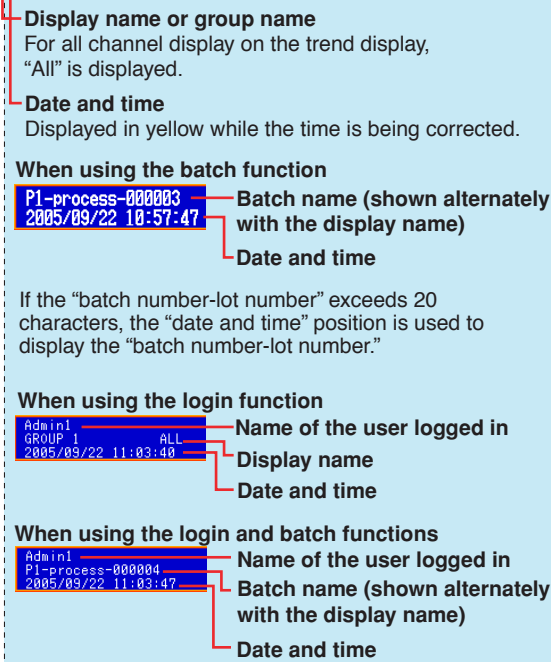 Display name or group name
For all channel display on the trend display,
“All” is displayed.
Date and time
Displayed in yellow while the time is being corrected.
When using the batch function
P1-process-000003
Batch name (shown alternately
2005/09/22 10:57:47
with the display name)
Date and time
If the “batch number-lot number” exceeds 20
characters, the “date and time” position is used to
display the “batch number-lot number.”
When using the login function
Admin1
Name of the user logged in
GROUP 1 ALL
Display name
2005/09/22 11:03:40
Date and time
When using the login and batch functions
Admin1
Name of the user logged in
P1-process-000004
Batch name (shown alternately
2005/09/22 11:03:47
with the display name)
Date and time